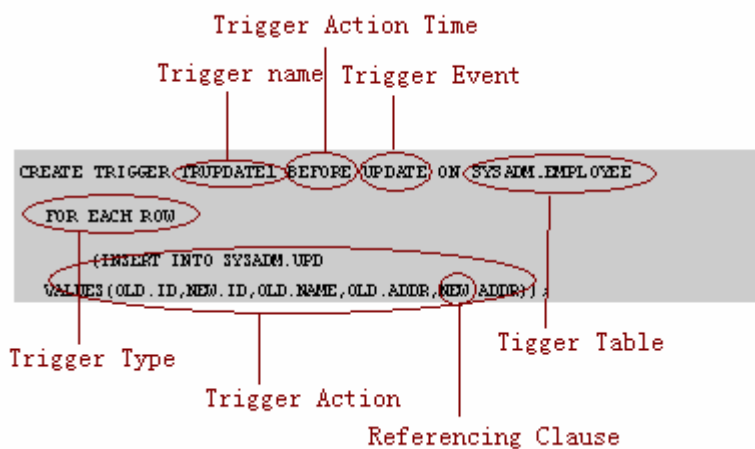 Trigger Action Time
Trigger name Trigger Event
CREATE TRIGGER TRUPDATE1 BEFORE UPDATE ON SYSADM.EMPLOYEE
FOR EACH ROW
(INSERT INTO SYSADM.UPD
VALUES(OLD.ID,NEW.ID,OLD.NAME,OLD.ADDR,NEW.ADDR));
Trigger Type
Tigger Table
Trigger Action
Referencing Clause